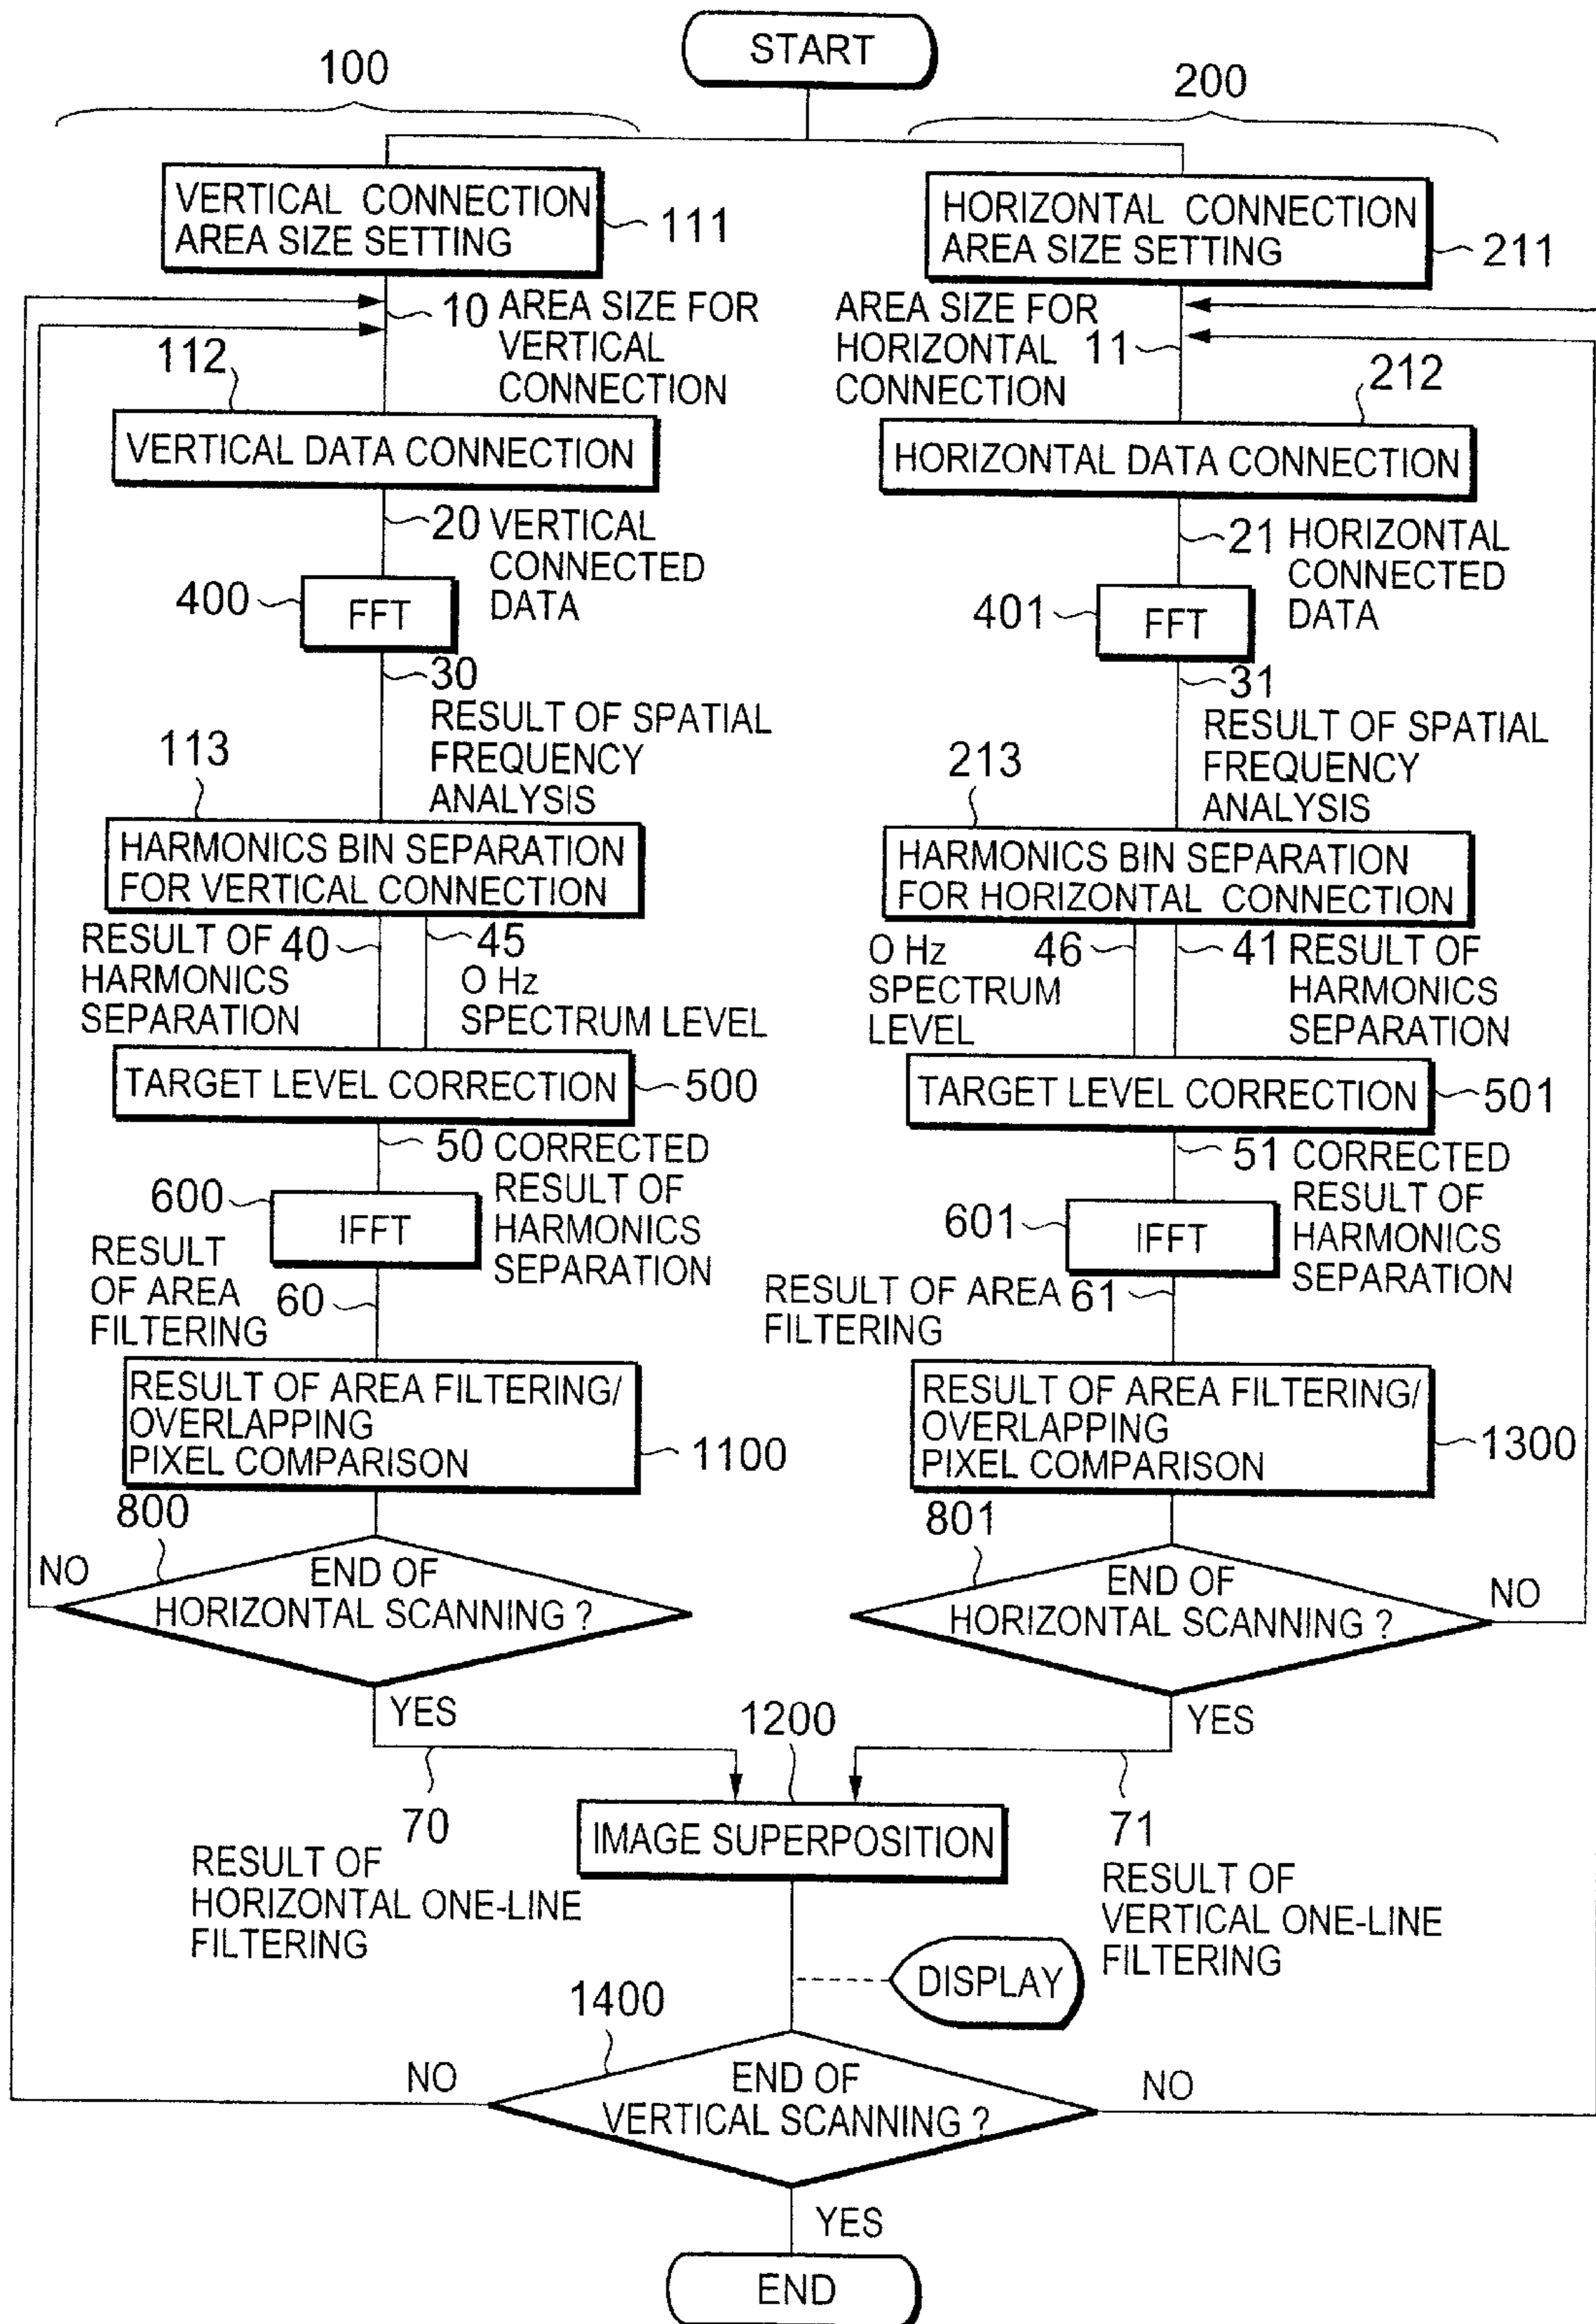 START
100
200
VERTICAL CONNECTION
AREA SIZE SETTING
111
HORIZONTAL CONNECTION
AREA SIZE SETTING
211
10 AREA SIZE FOR
VERTICAL
CONNECTION
AREA SIZE FOR
HORIZONTAL 11
CONNECTION
112
212
VERTICAL DATA CONNECTION
HORIZONTAL DATA CONNECTION
20 VERTICAL
CONNECTED
DATA
21 HORIZONTAL
CONNECTED
DATA
400
FFT
401
FFT
30
RESULT OF SPATIAL
FREQUENCY
ANALYSIS
31
RESULT OF SPATIAL
FREQUENCY
ANALYSIS
113
213
HARMONICS BIN SEPARATION
FOR VERTICAL CONNECTION
HARMONICS BIN SEPARATION
FOR HORIZONTAL CONNECTION
RESULT OF 40
HARMONICS
SEPARATION
45
O Hz
SPECTRUM LEVEL
O Hz 46
SPECTRUM
LEVEL
41 RESULT OF
HARMONICS
SEPARATION
TARGET LEVEL CORRECTION
500
TARGET LEVEL CORRECTION
501
50 CORRECTED
RESULT OF
HARMONICS
SEPARATION
51 CORRECTED
RESULT OF
HARMONICS
SEPARATION
600
IFFT
601
IFFT
RESULT
OF AREA 60
FILTERING
RESULT OF AREA 61
FILTERING
RESULT OF AREA FILTERING/
OVERLAPPING
PIXEL COMPARISON
1100
RESULT OF AREA FILTERING/
OVERLAPPING
PIXEL COMPARISON
1300
800
801
NO
END OF
HORIZONTAL SCANNING ?
END OF
HORIZONTAL SCANNING ?
NO
YES
1200
YES
70
71
IMAGE SUPERPOSITION
RESULT OF
HORIZONTAL ONE-LINE
FILTERING
RESULT OF
VERTICAL ONE-LINE
FILTERING
DISPLAY
1400
NO
END OF
VERTICAL SCANNING ?
NO
YES
END